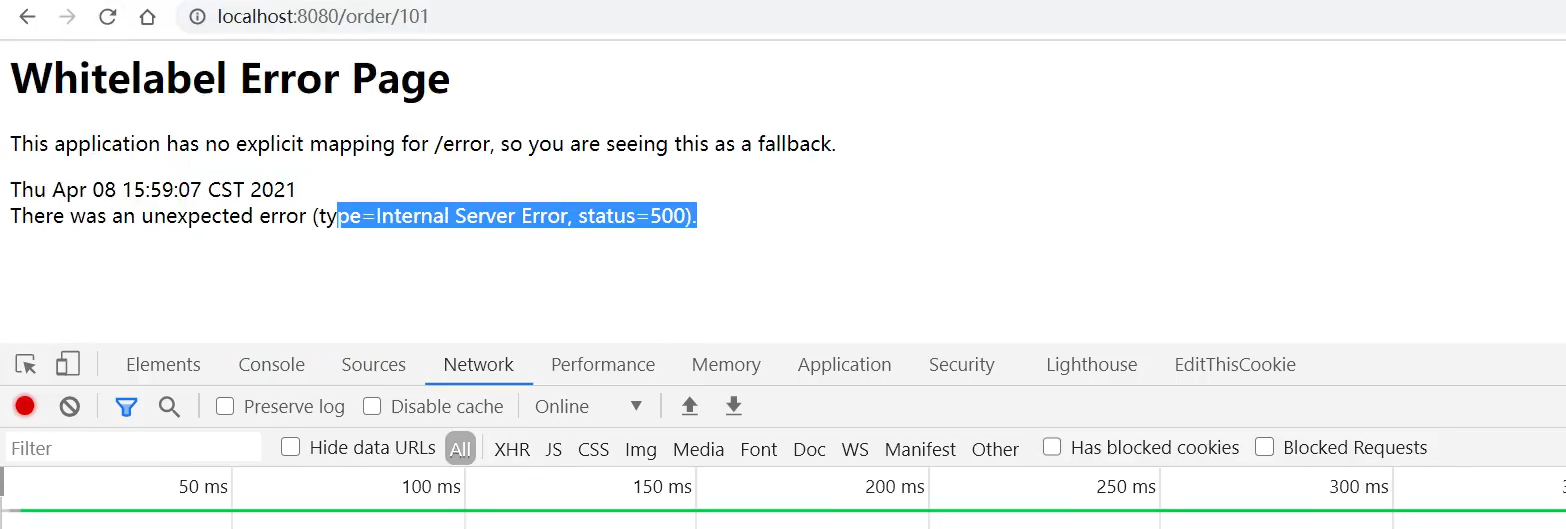 localhost:8080/order/101
Whitelabel Error Page
This application has no explicit mapping for /error, so you are seeing this as a fallback.
Thu Apr 08 15:59:07 CST 2021
There was an unexpected error (type=Internal Server Error, status=500).
Elements Console Sources Network Performance Memory Application Security Lighthouse EditThisCookie
Preserve log Disable cache Online
Filter Hide data URLs All XHR JS CSS Img Media Font Doc WS Manifest Other Has blocked cookies Blocked Requests
50 ms 100 ms 150 ms 200 ms 250 ms 300 ms